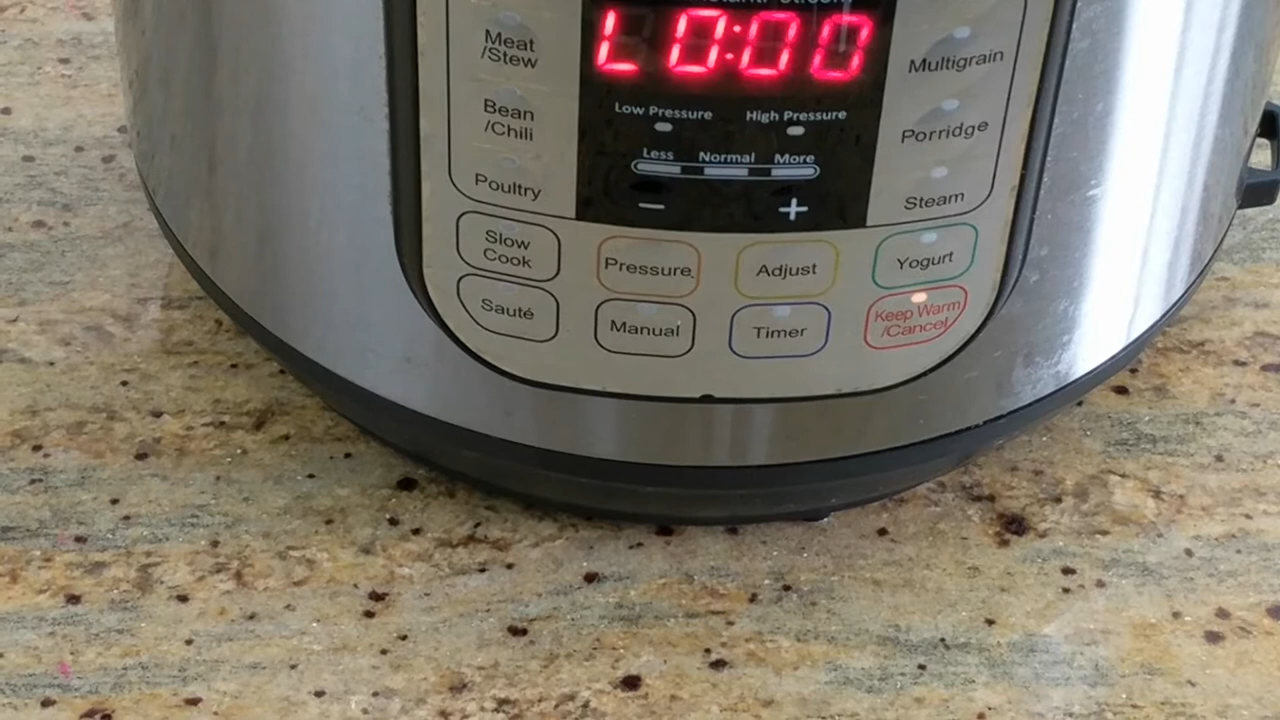 L0:00
Meat
/Stew
Multigrain
Low Pressure High Pressure
Bean
/Chili
Porridge
Less Normal More
Poultry
Steam
− +
Slow
Cook
Pressure
Adjust
Yogurt
Sauté
Manual
Timer
Keep Warm
/Cancel